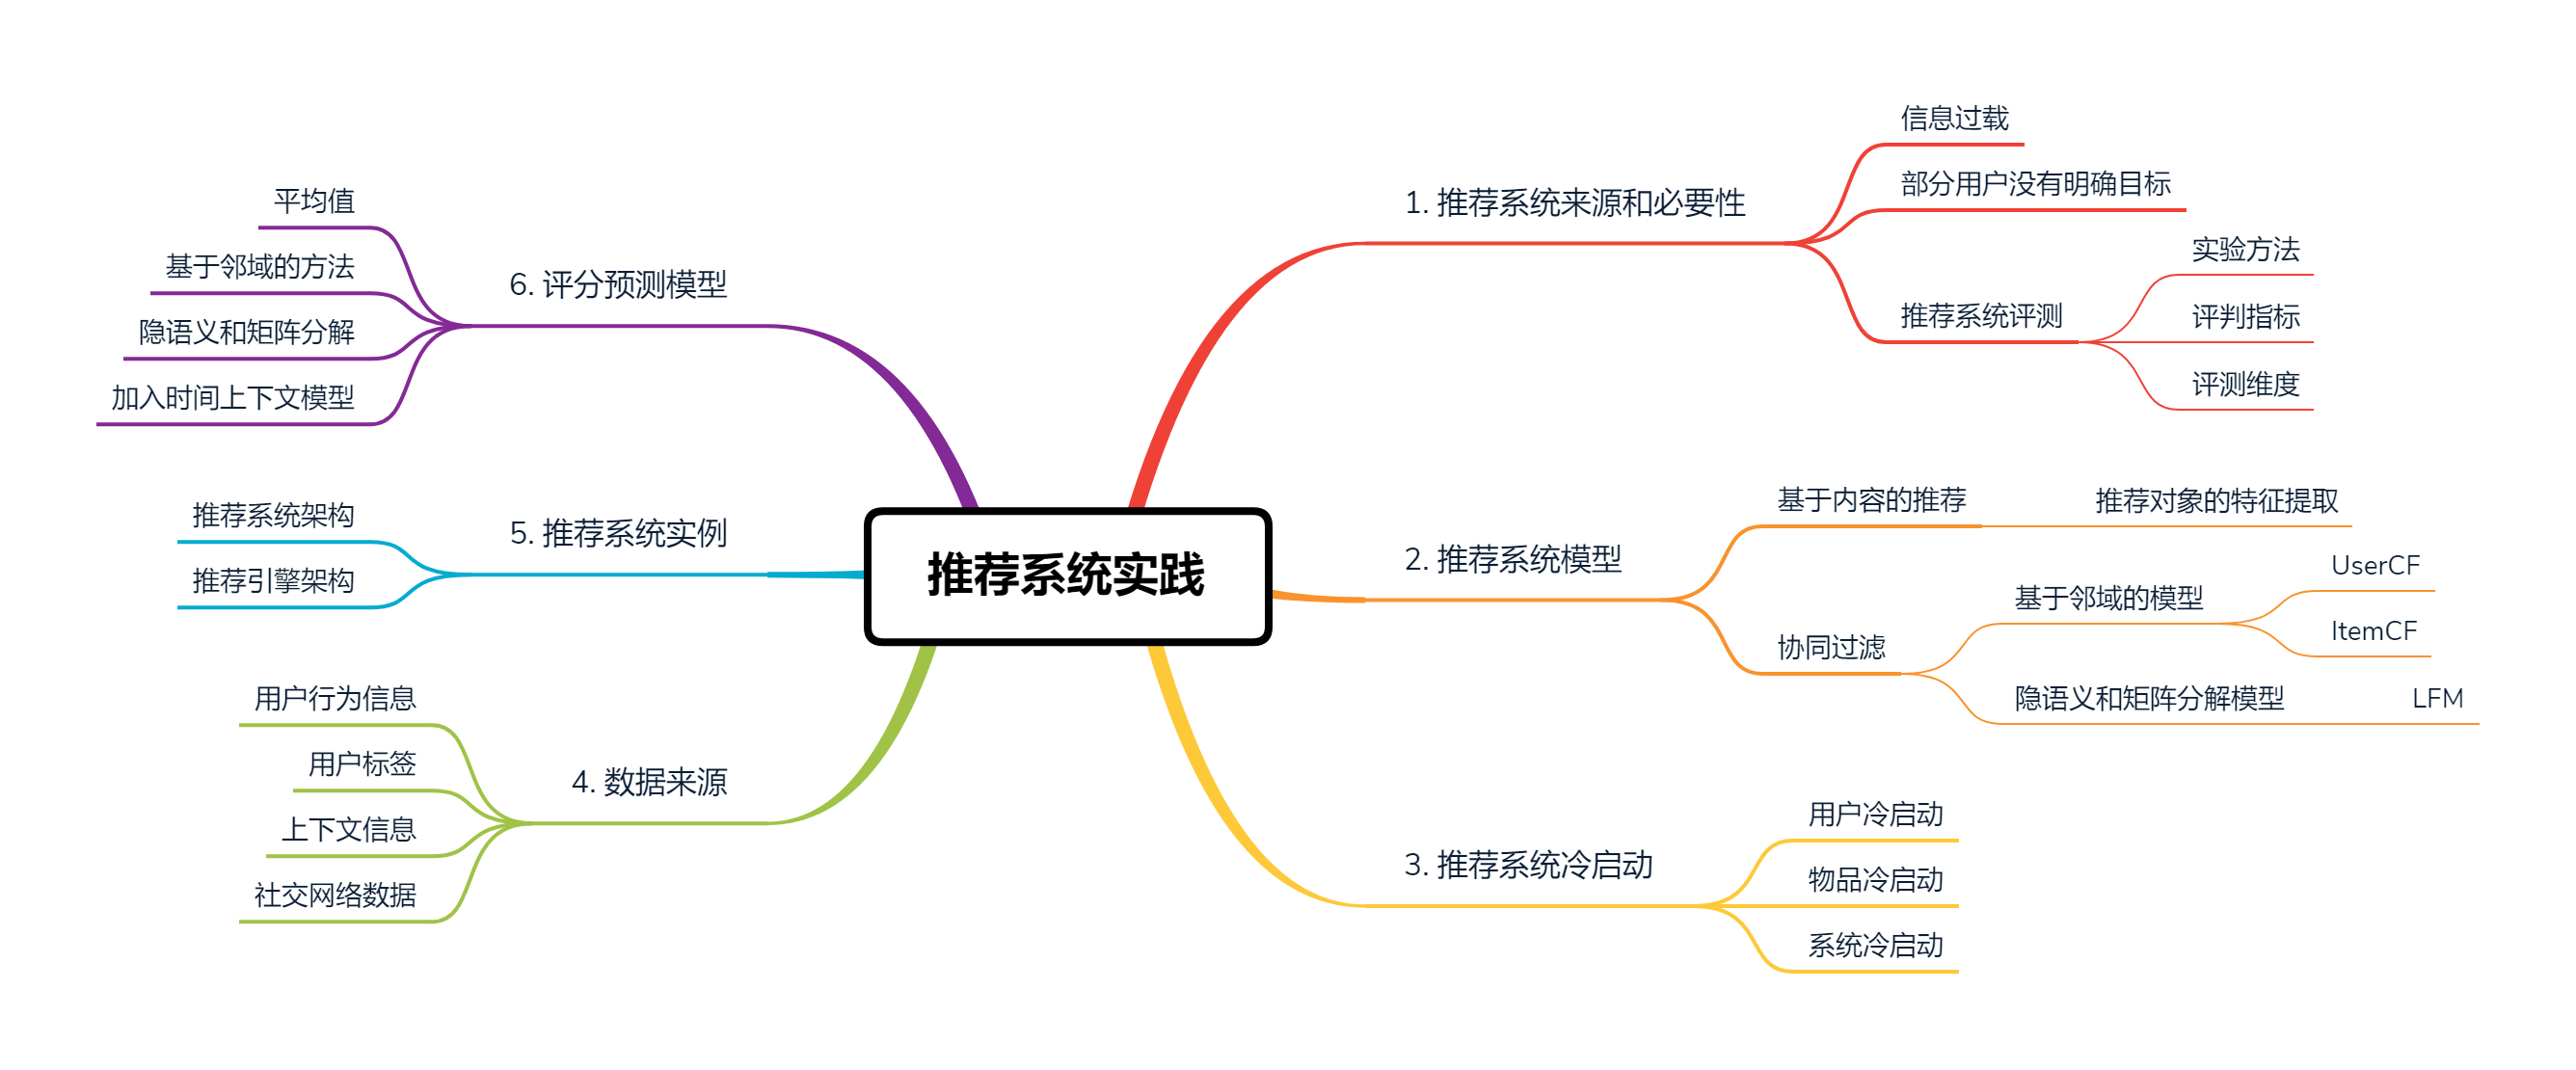 推荐系统实践
1. 推荐系统来源和必要性
信息过载
部分用户没有明确目标
推荐系统评测
实验方法
评判指标
评测维度
2. 推荐系统模型
基于内容的推荐
推荐对象的特征提取
协同过滤
基于邻域的模型
UserCF
ItemCF
隐语义和矩阵分解模型
LFM
3. 推荐系统冷启动
用户冷启动
物品冷启动
系统冷启动
4. 数据来源
用户行为信息
用户标签
上下文信息
社交网络数据
5. 推荐系统实例
推荐系统架构
推荐引擎架构
6. 评分预测模型
平均值
基于邻域的方法
隐语义和矩阵分解
加入时间上下文模型